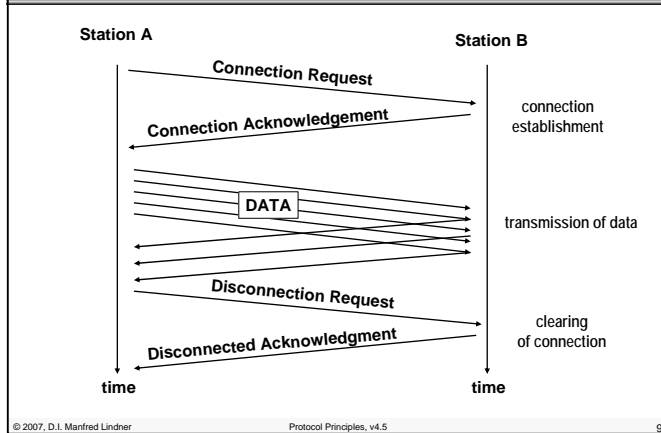 Station A
Station B
Connection Request
connection
establishment
Connection Acknowledgement
DATA
transmission of data
Disconnection Request
clearing
of connection
Disconnected Acknowledgment
time
time
© 2007, D.I. Manfred Lindner
Protocol Principles, v4.5
9